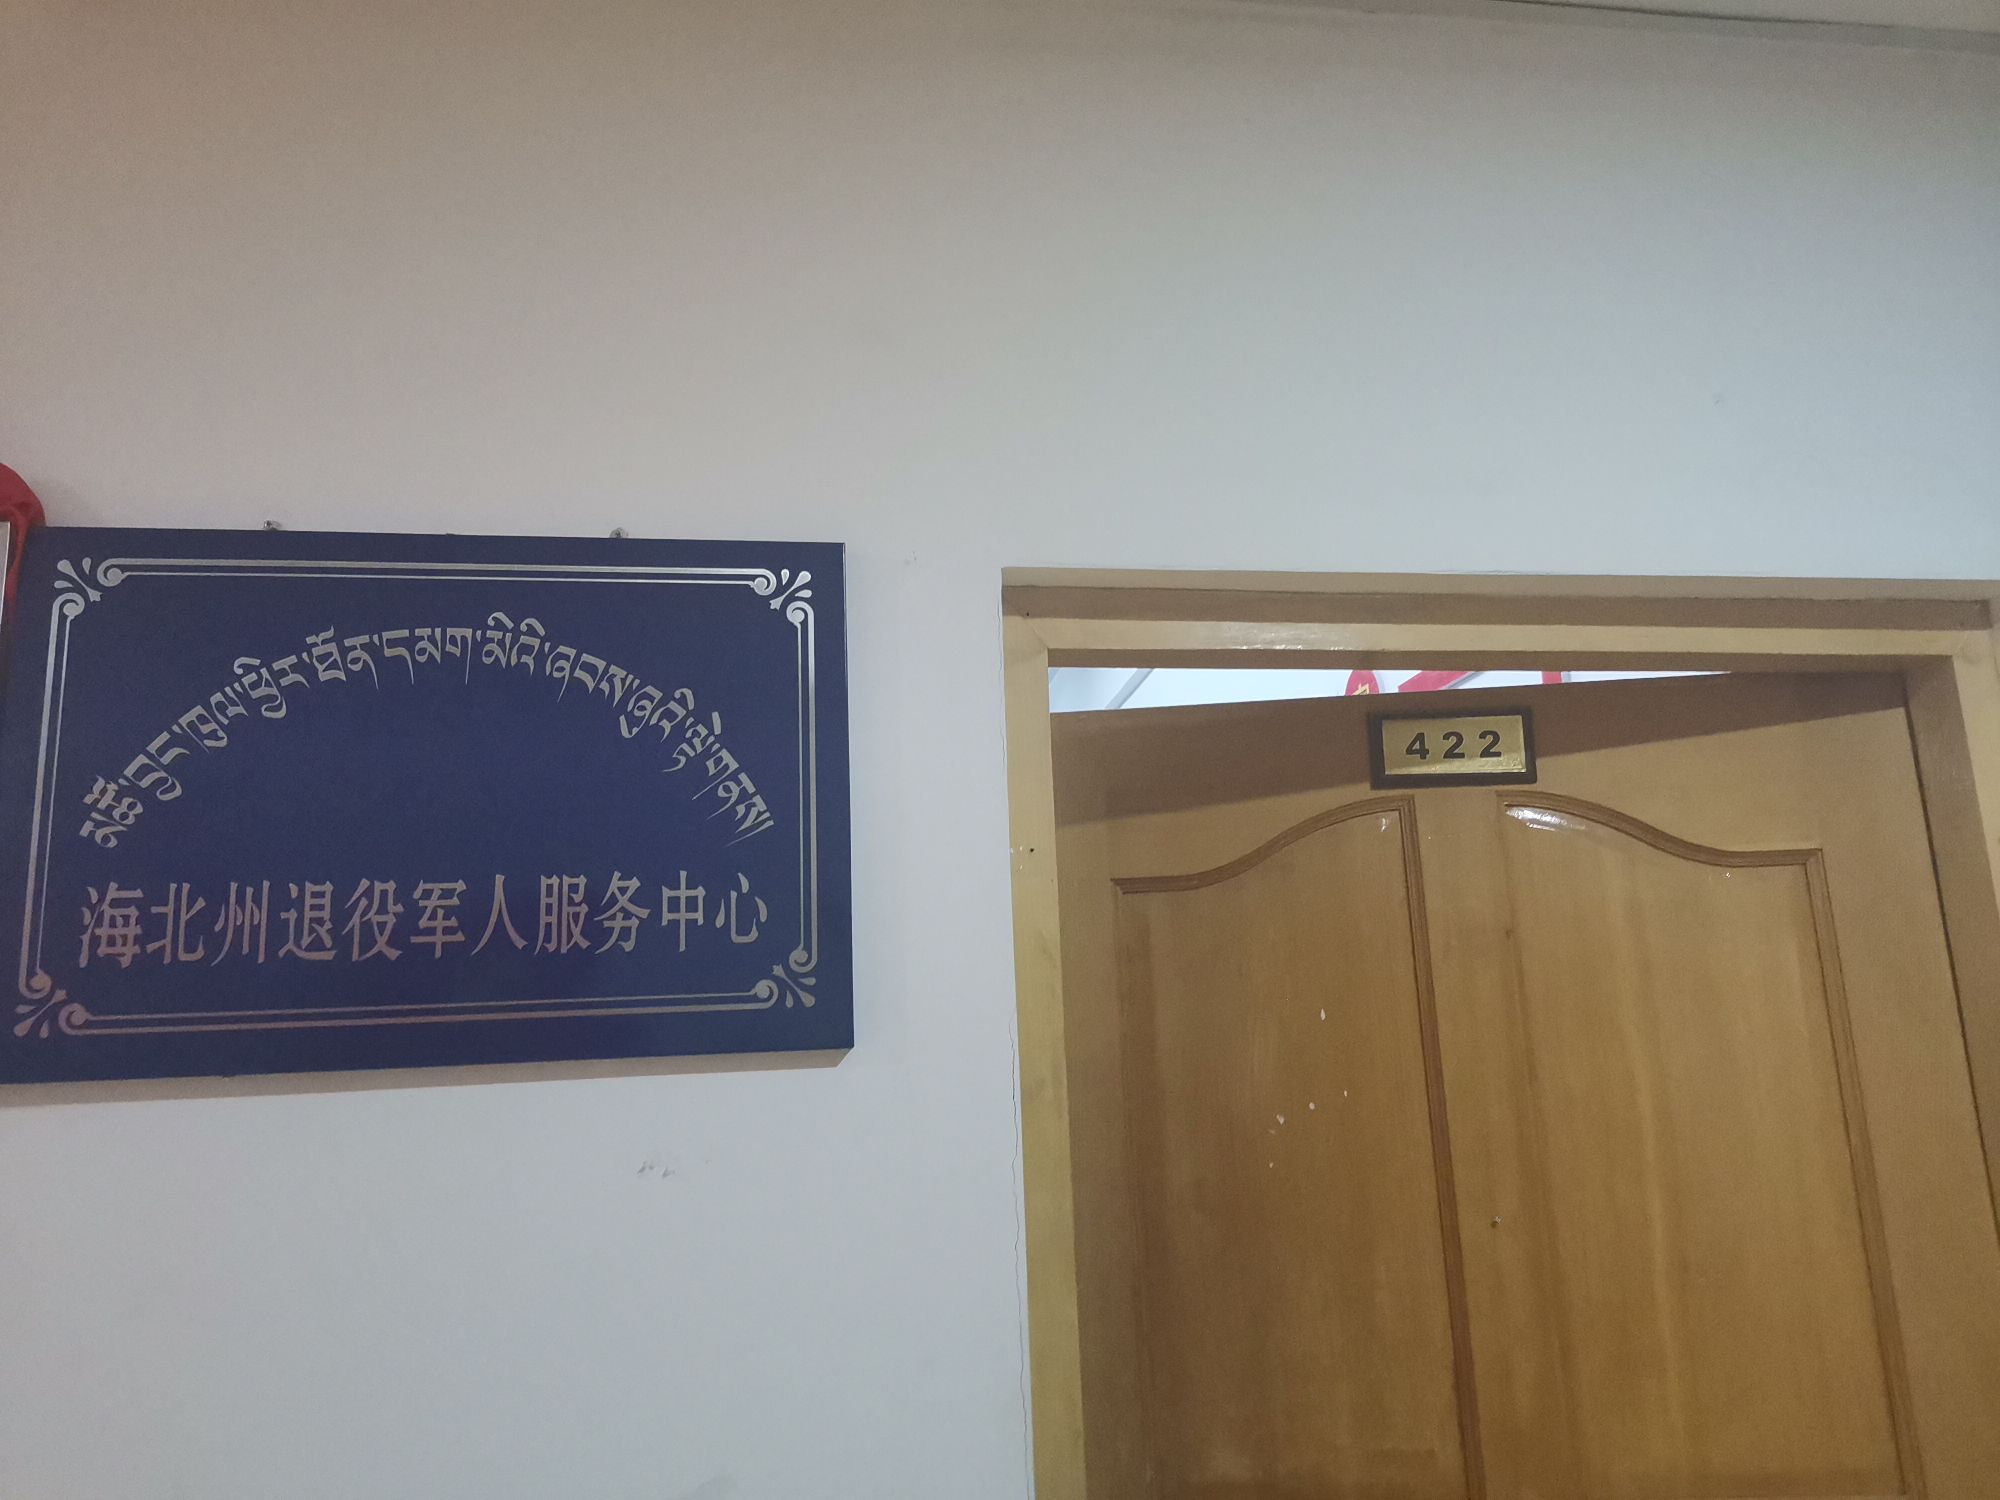 མཚོ་བྱང་ཁུལ་ཕྱིར་ཐོན་དམག་མིའི་ཞབས་ཞུའི་ལྟེ་གནས།
海北州退役军人服务中心
422